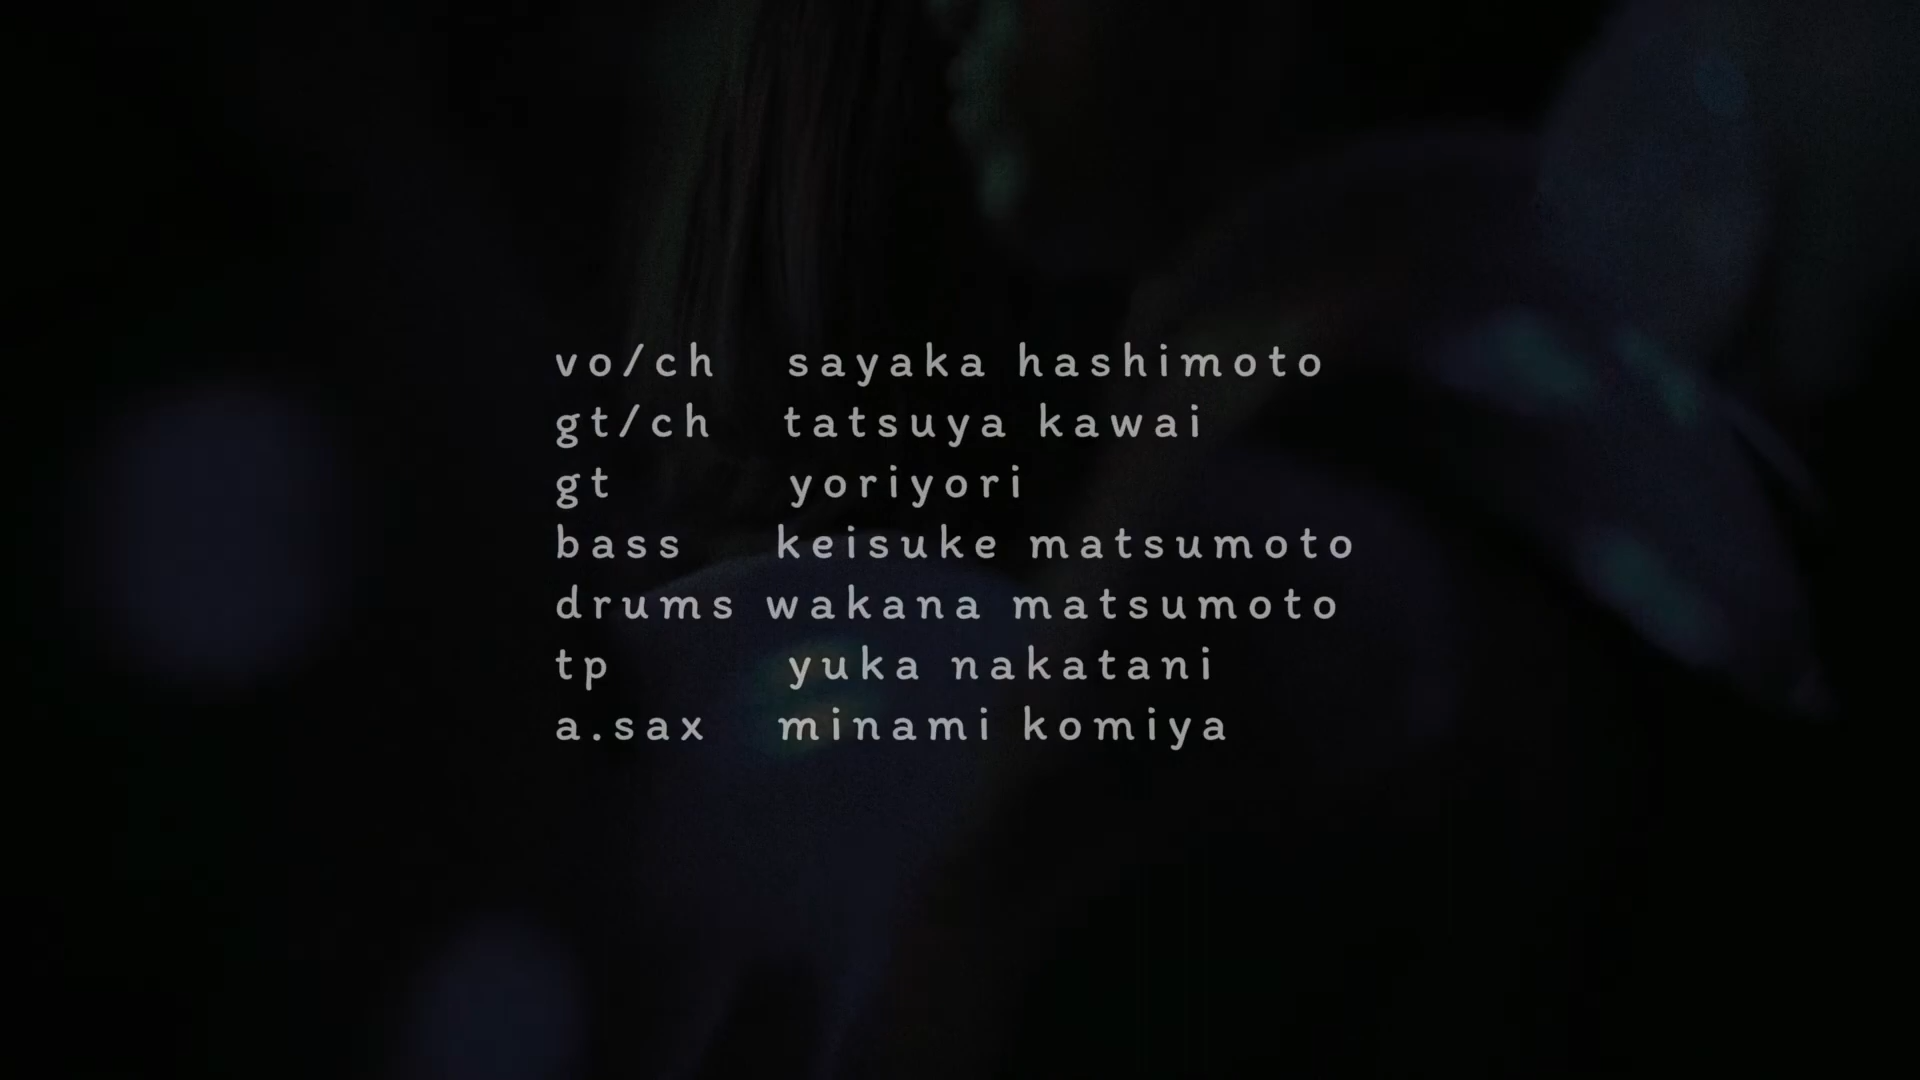 vo/ch sayaka hashimoto
gt/ch tatsuya kawai
gt yoriyori
bass keisuke matsumoto
drums wakana matsumoto
tp yuka nakatani
a.sax minami komiya